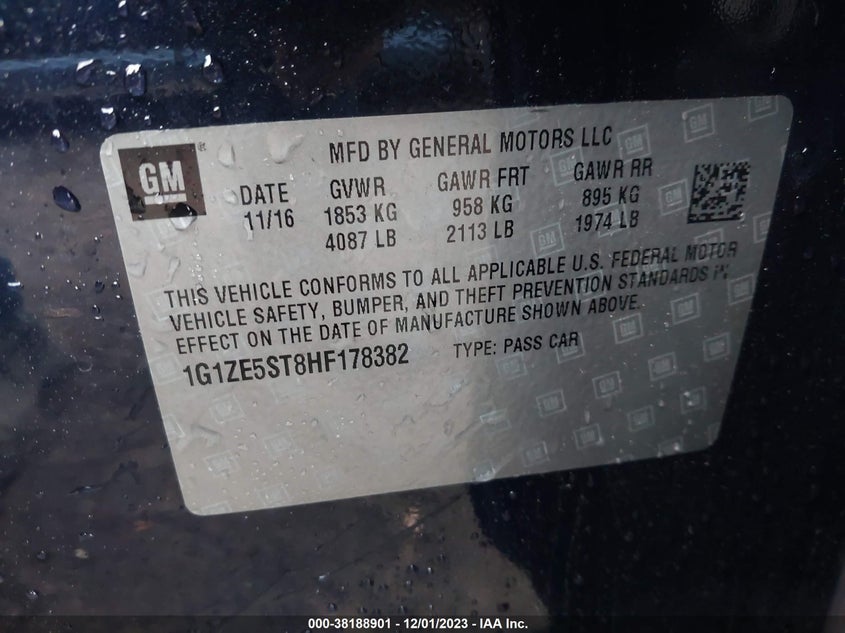 GM
MFD BY GENERAL MOTORS LLC
DATE GVWR GAWR FRT GAWR RR
11/16 1853 KG 958 KG 895 KG
4087 LB 2113 LB 1974 LB
THIS VEHICLE CONFORMS TO ALL APPLICABLE U.S. FEDERAL MOTOR
VEHICLE SAFETY, BUMPER, AND THEFT PREVENTION STANDARDS IN
EFFECT ON THE DATE OF MANUFACTURE SHOWN ABOVE.
1G1ZE5ST8HF178382 TYPE: PASS CAR
000-38188901 - 12/01/2023 - IAA Inc.